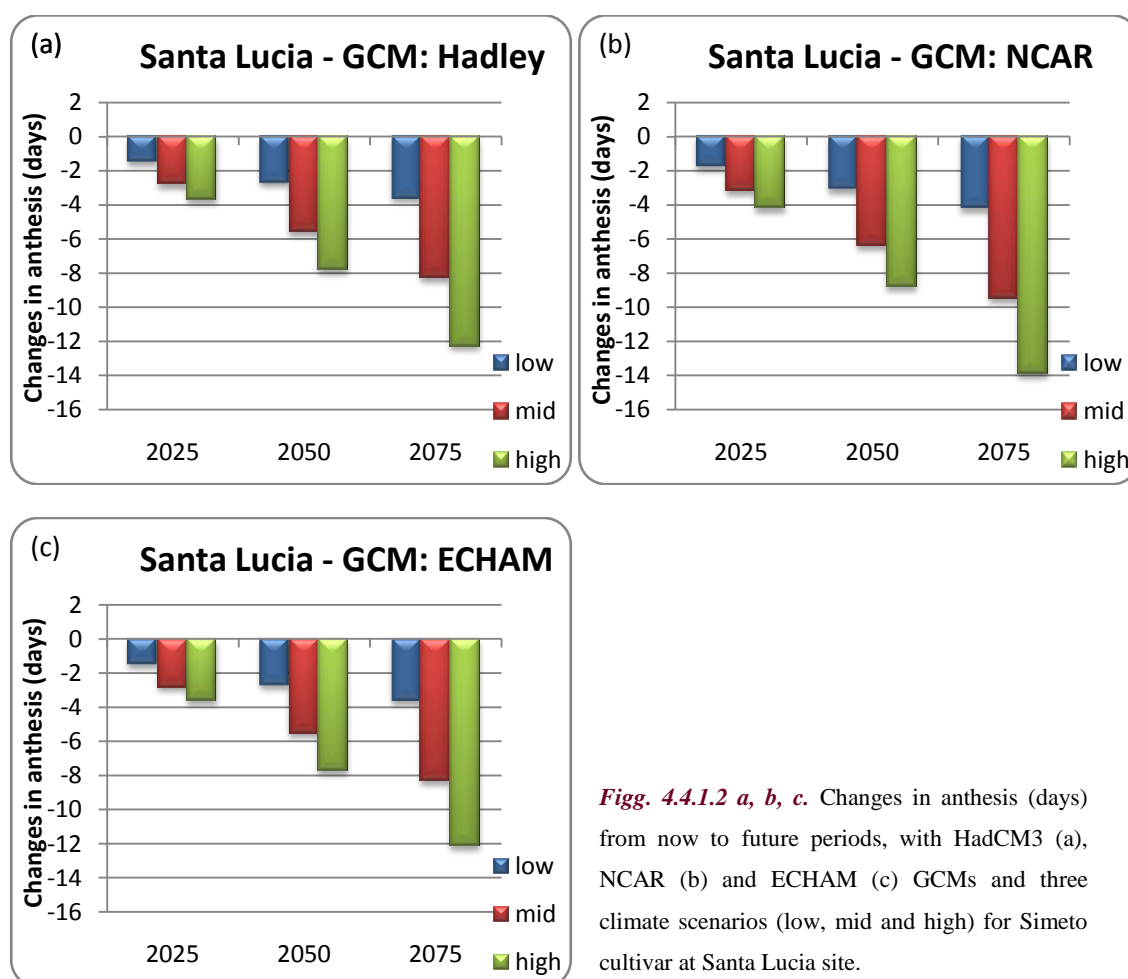 (a)
Santa Lucia - GCM: Hadley
Changes in anthesis (days)
2
0
-2
-4
-6
-8
-10
-12
-14
-16
2025 2050 2075
low
mid
high
(b)
Santa Lucia - GCM: NCAR
Changes in anthesis (days)
2
0
-2
-4
-6
-8
-10
-12
-14
-16
2025 2050 2075
low
mid
high
(c)
Santa Lucia - GCM: ECHAM
Changes in anthesis (days)
2
0
-2
-4
-6
-8
-10
-12
-14
-16
2025 2050 2075
low
mid
high
Figg. 4.4.1.2 a, b, c. Changes in anthesis (days)
from now to future periods, with HadCM3 (a),
NCAR (b) and ECHAM (c) GCMs and three
climate scenarios (low, mid and high) for Simeto
cultivar at Santa Lucia site.